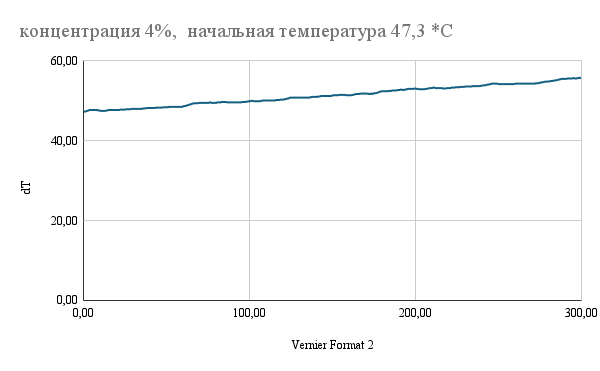 концентрация 4%,  начальная температура 47,3 *C
60,00
40,00
20,00
0,00
dT
0,00 100,00 200,00 300,00
Vernier Format 2